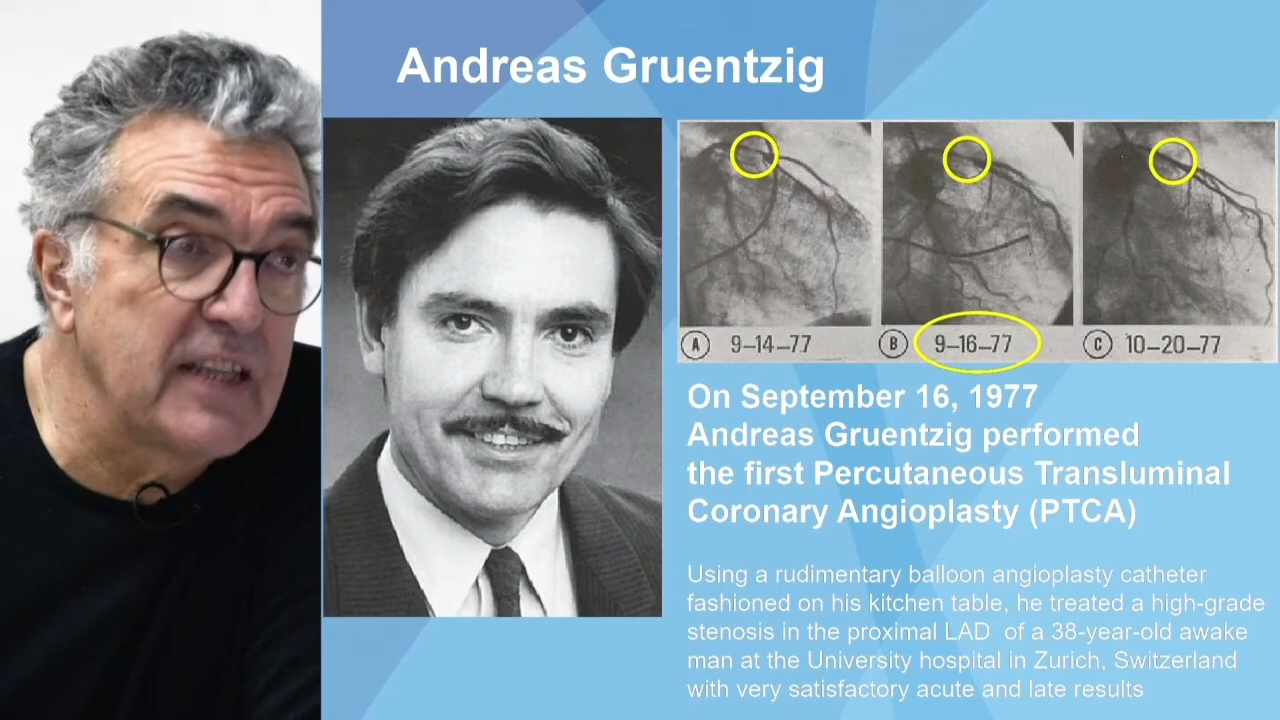 Andreas Gruentzig
A 9-14-77
B 9-16-77
C 10-20-77
On September 16, 1977
Andreas Gruentzig performed
the first Percutaneous Transluminal
Coronary Angioplasty (PTCA)
Using a rudimentary balloon angioplasty catheter
fashioned on his kitchen table, he treated a high-grade
stenosis in the proximal LAD of a 38-year-old awake
man at the University hospital in Zurich, Switzerland
with very satisfactory acute and late results